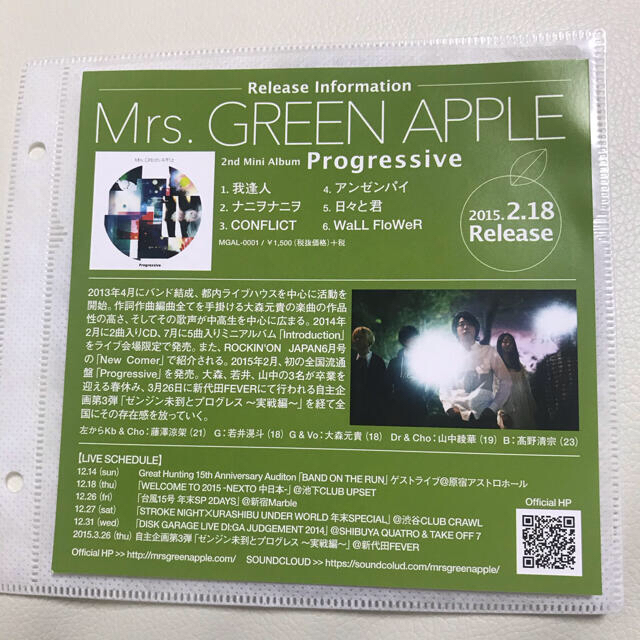 Release Information
Mrs. GREEN APPLE
2nd Mini Album Progressive
Mrs. GREEN APPLE
Progressive
1. 我逢人
2. ナニヲナニヲ
3. CONFLICT
4. アンゼンパイ
5. 日々と君
6. WaLL FloWeR
MGAL-0001 / ¥1,500 (税抜価格)+税
2015. 2.18
Release
2013年4月にバンド結成、都内ライブハウスを中心に活動を
開始。作詞作曲編曲全てを手掛ける大森元貴の楽曲の作品
性の高さ、そしてその歌声が中高生を中心に広まる。2014年
2月に2曲入りCD、7月に5曲入りミニアルバム「Introduction」
をライブ会場限定で発売。また、ROCKIN'ON JAPAN6月号
の「New Comer」で紹介される。2015年2月、初の全国流通
盤「Progressive」を発売。大森、若井、山中の3名が卒業を
迎える春休み、3月26日に新代田FEVERにて行われる自主企
画第3弾「ゼンジン未到とプログレス 〜実戦編〜」を経て全
国にその存在感を放っていく。
左からKb & Cho：藤澤涼架 (21) G：若井滉斗 (18) G & Vo：大森元貴 (18) Dr & Cho：山中綾華 (19) B：髙野清宗 (23)
【LIVE SCHEDULE】
12.14 (sun) Great Hunting 15th Anniversary Auditon 「BAND ON THE RUN」 ゲストライブ@原宿アストロホール
12.18 (thu) 「WELCOME TO 2015 -NEXTO 中日本-」@池下CLUB UPSET
12.26 (fri) 「台風15号 年末SP 2DAYS」@新宿Marble
12.27 (sat) 「STROKE NIGHT×URASHIBU UNDER WORLD 年末SPECIAL」@渋谷CLUB CRAWL
12.31 (wed) 「DISK GARAGE LIVE DI:GA JUDGEMENT 2014」@SHIBUYA QUATRO & TAKE OFF 7
2015.3.26 (thu) 自主企画第3弾「ゼンジン未到とプログレス 〜実戦編〜」@新代田FEVER
Official HP >> http://mrsgreenapple.com/ SOUNDCLOUD >> https://soundcolud.com/mrsgreenapple/
Official HP